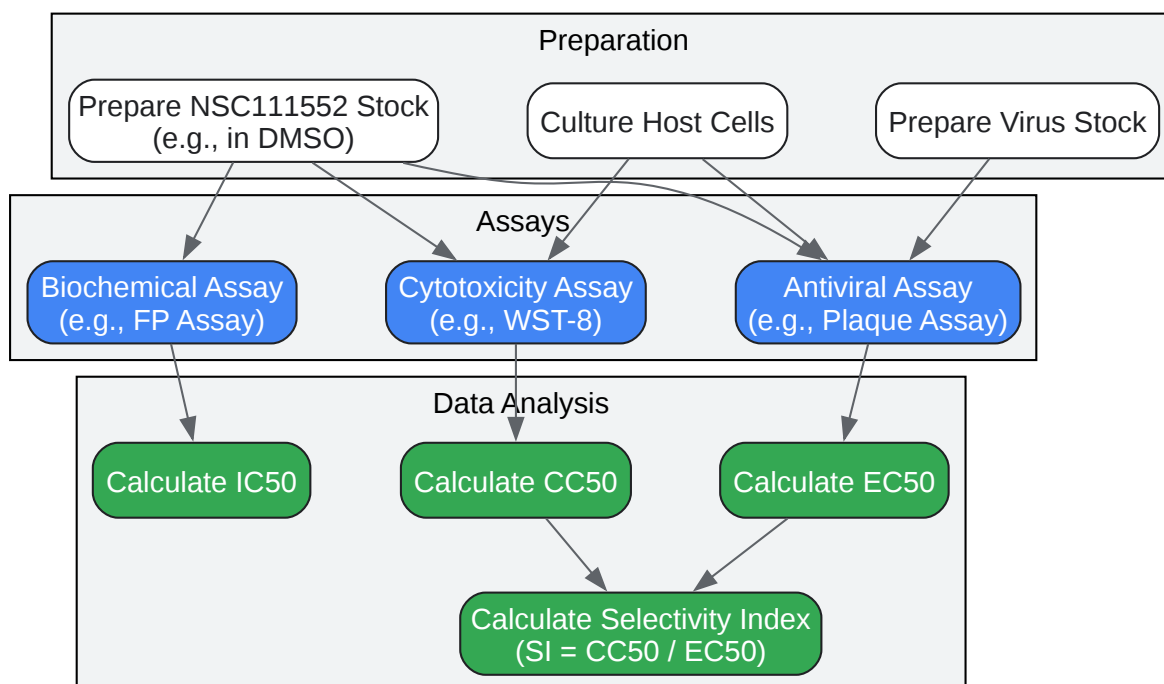 Preparation
Prepare NSC111552 Stock
(e.g., in DMSO)
Culture Host Cells
Prepare Virus Stock
Assays
Biochemical Assay
(e.g., FP Assay)
Cytotoxicity Assay
(e.g., WST-8)
Antiviral Assay
(e.g., Plaque Assay)
Data Analysis
Calculate IC50
Calculate CC50
Calculate EC50
Calculate Selectivity Index
(SI = CC50 / EC50)